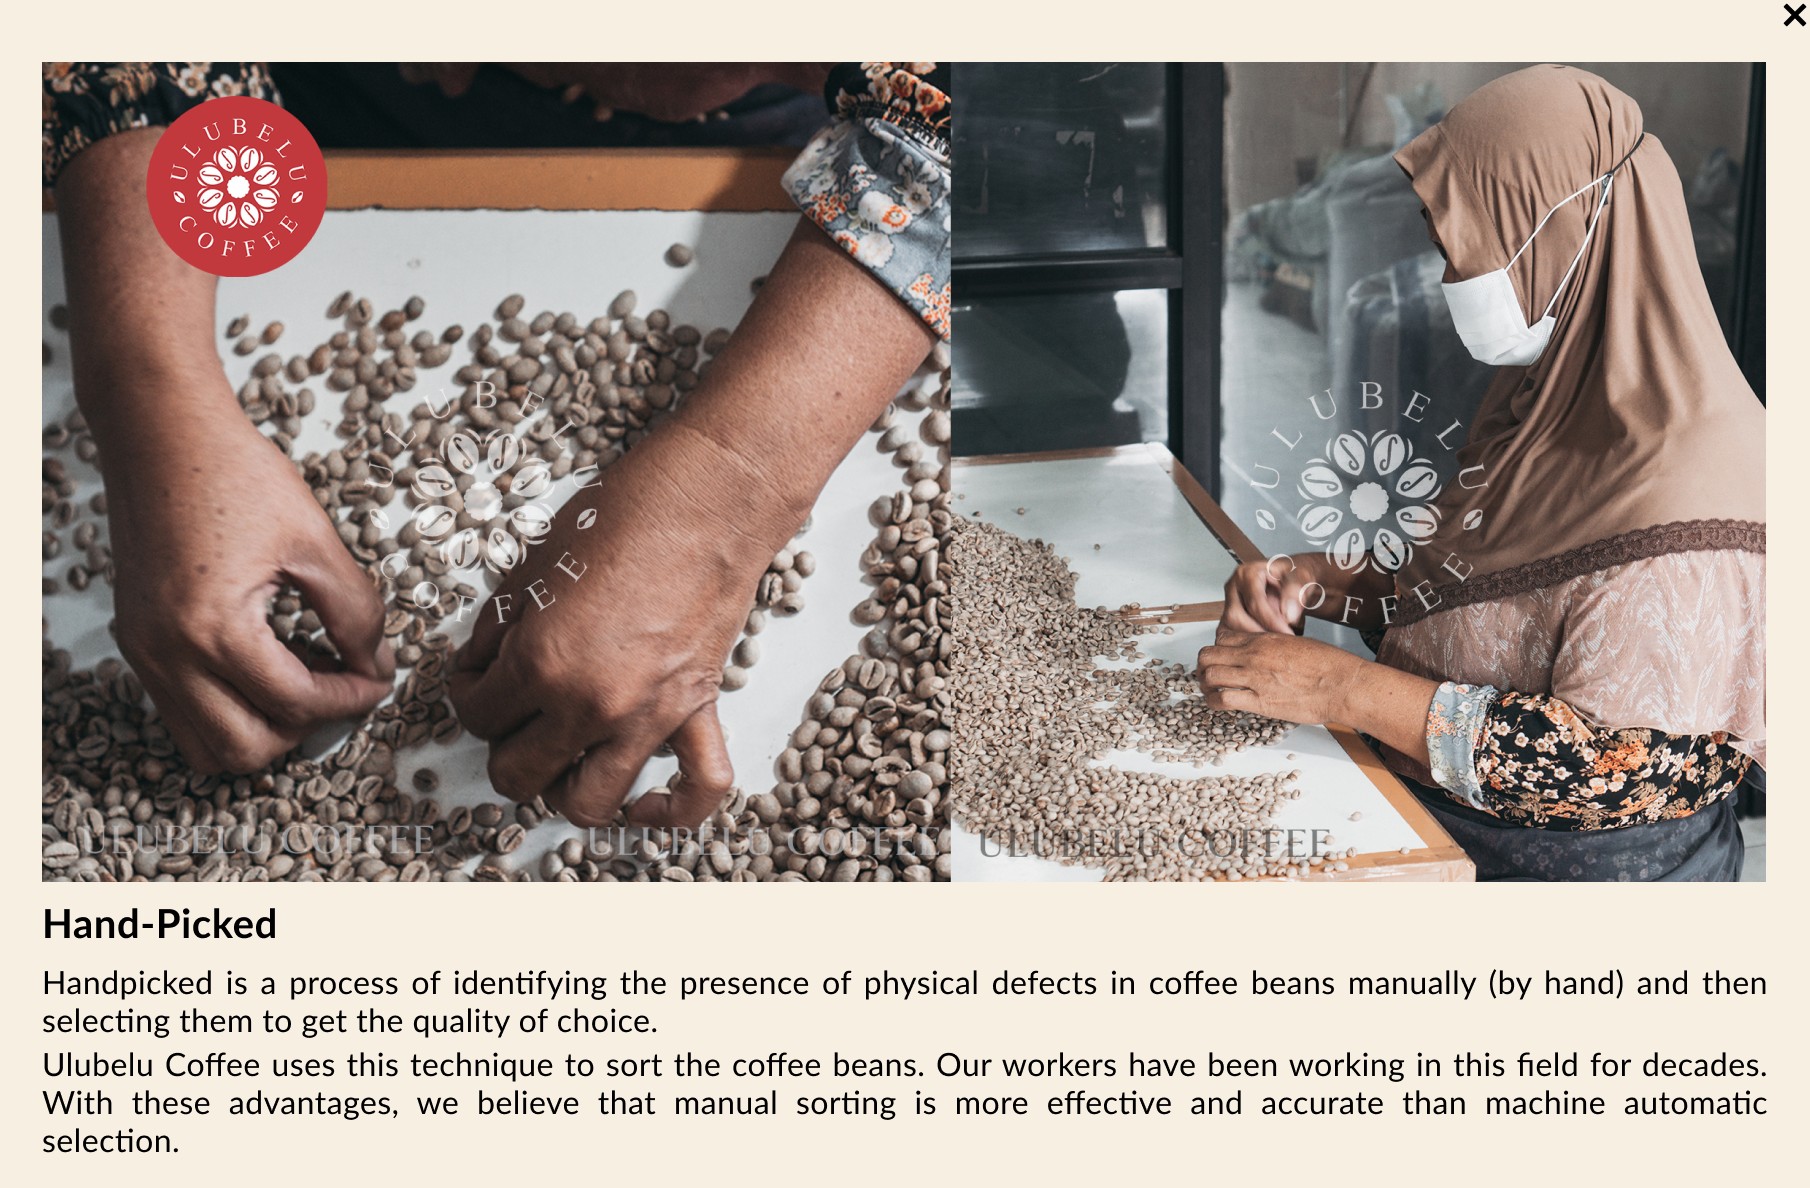 ULUBELU
COFFEE
ULUBELU
COFFEE
ULUBELU
COFFEE
ULUBELU COFFEE
ULUBELU COFFEE
ULUBELU COFFEE
Hand-Picked
Handpicked is a process of identifying the presence of physical defects in coffee beans manually (by hand) and then
selecting them to get the quality of choice.
Ulubelu Coffee uses this technique to sort the coffee beans. Our workers have been working in this field for decades.
With these advantages, we believe that manual sorting is more effective and accurate than machine automatic
selection.